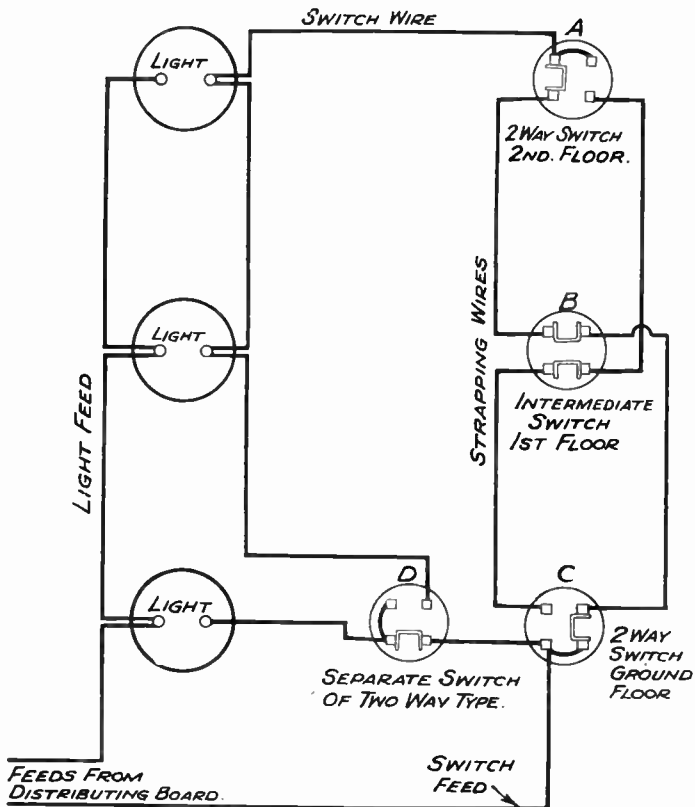 SWITCH WIRE
A
LIGHT
2 WAY SWITCH
2ND. FLOOR.
STRAPPING WIRES
B
LIGHT
INTERMEDIATE
SWITCH
1ST FLOOR
LIGHT FEED
LIGHT
D
C
2 WAY
SWITCH
GROUND
FLOOR
SEPARATE SWITCH
OF TWO WAY TYPE.
FEEDS FROM
DISTRIBUTING BOARD.
SWITCH
FEED